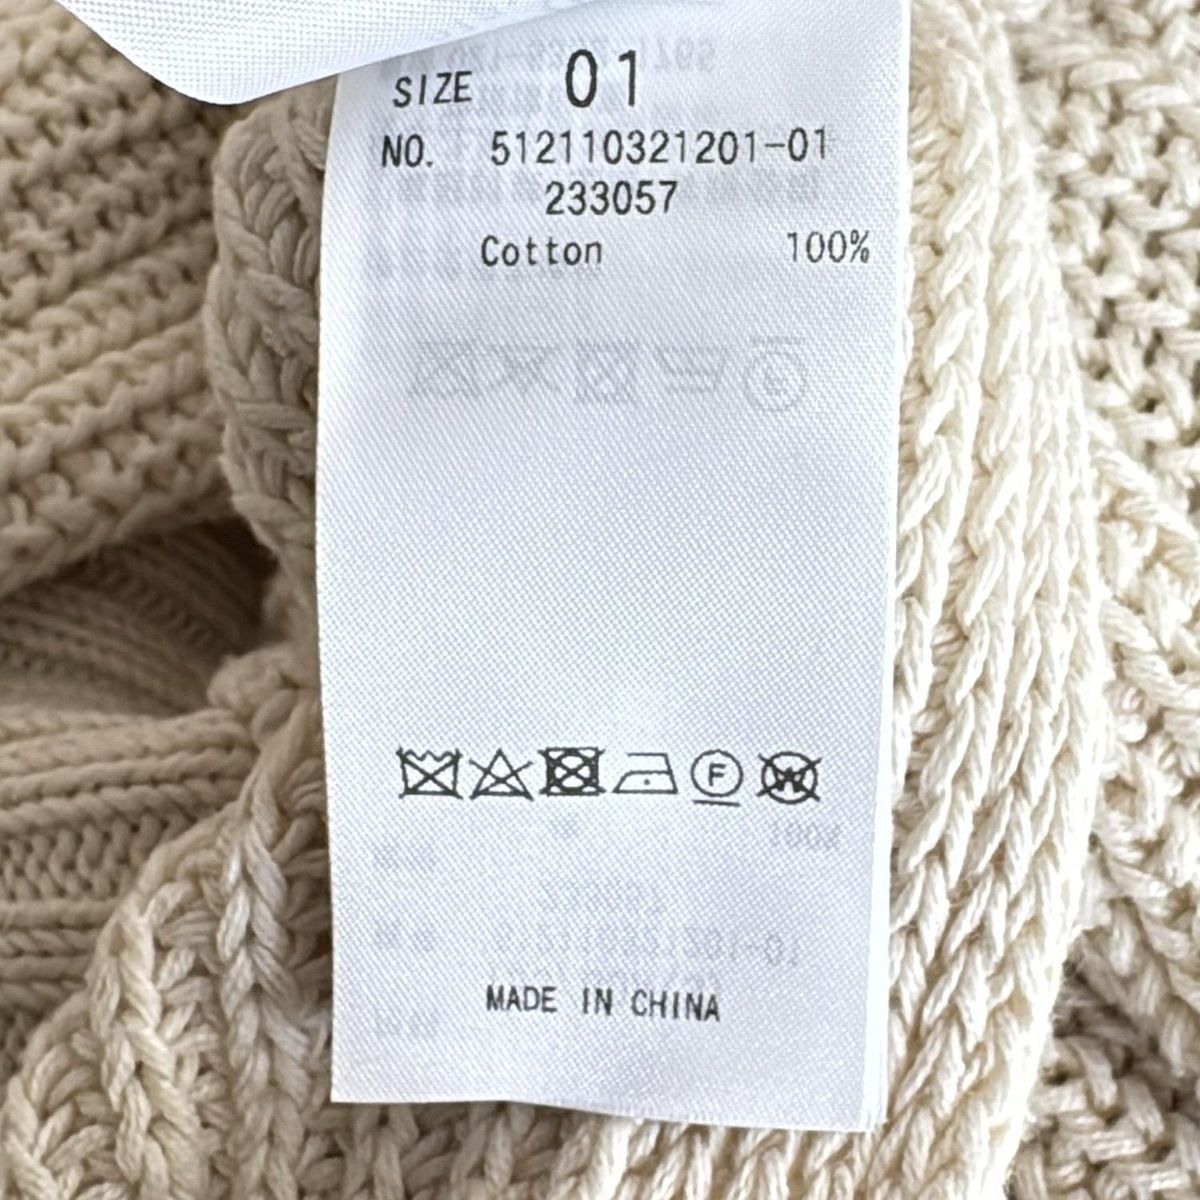 SIZE 01
NO. 512110321201-01
233057
Cotton 100%
F W
MADE IN CHINA